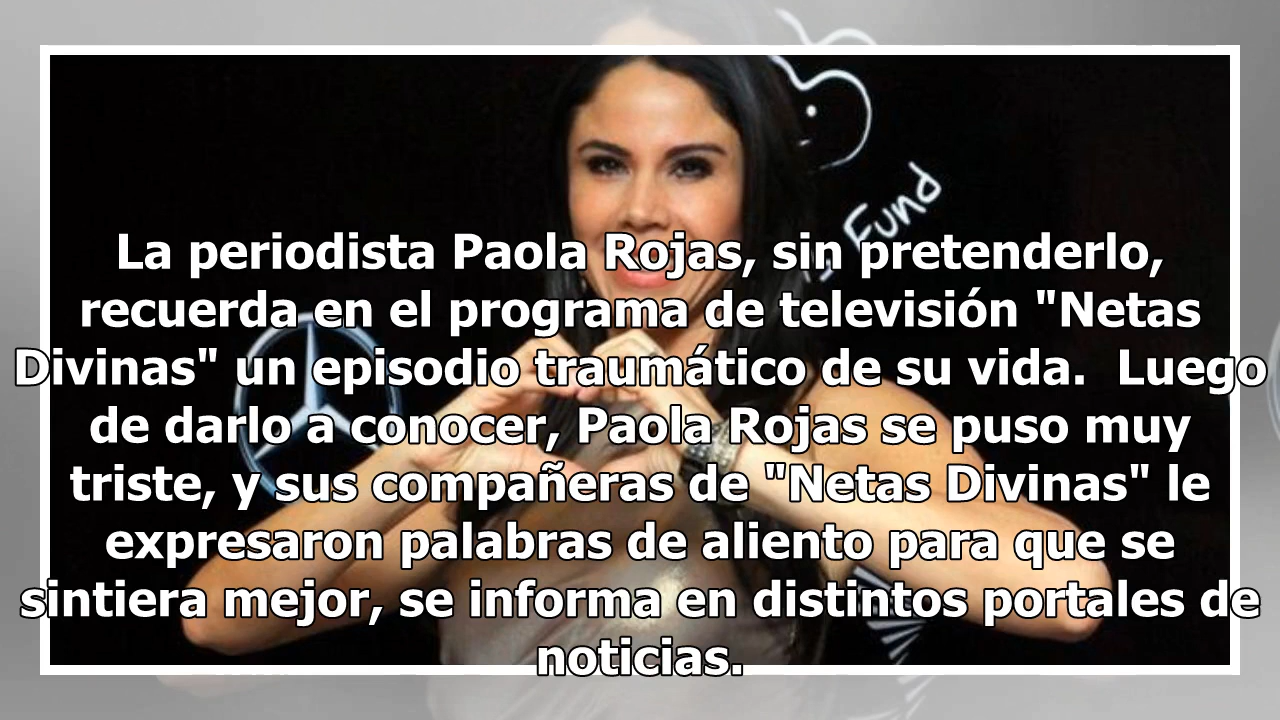 Fund
La periodista Paola Rojas, sin pretenderlo,
recuerda en el programa de televisión "Netas
Divinas" un episodio traumático de su vida.  Luego
de darlo a conocer, Paola Rojas se puso muy
triste, y sus compañeras de "Netas Divinas" le
expresaron palabras de aliento para que se
sintiera mejor, se informa en distintos portales de
noticias.